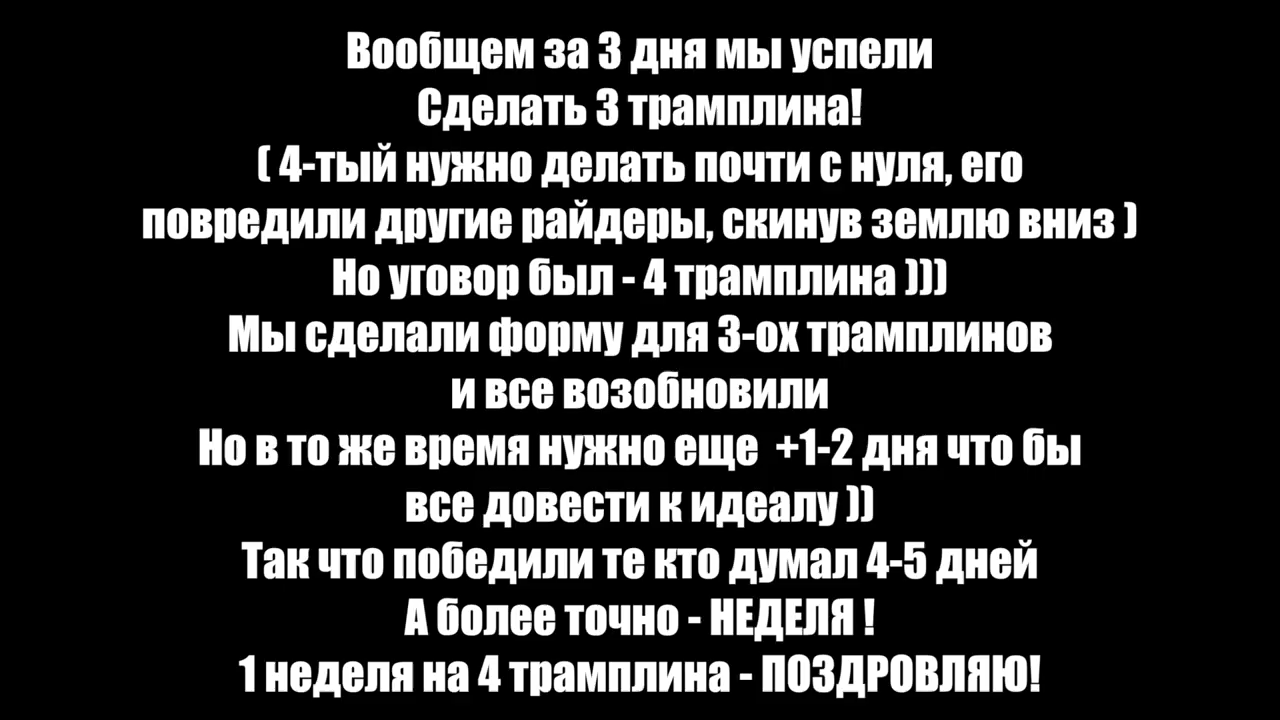 Вообщем за 3 дня мы успели
Сделать 3 трамплина!
( 4-тый нужно делать почти с нуля, его
повредили другие райдеры, скинув землю вниз )
Но уговор был - 4 трамплина )))
Мы сделали форму для 3-ох трамплинов
и все возобновили
Но в то же время нужно еще +1-2 дня что бы
все довести к идеалу ))
Так что победили те кто думал 4-5 дней
А более точно - НЕДЕЛЯ !
1 неделя на 4 трамплина - ПОЗДРОВЛЯЮ!